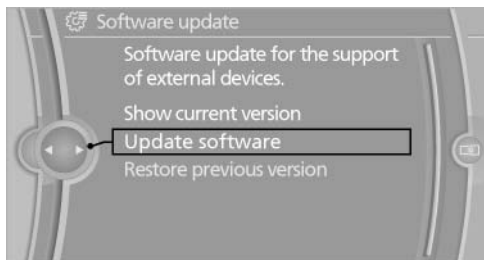 Software update
Software update for the support
of external devices.
Show current version
Update software
Restore previous version